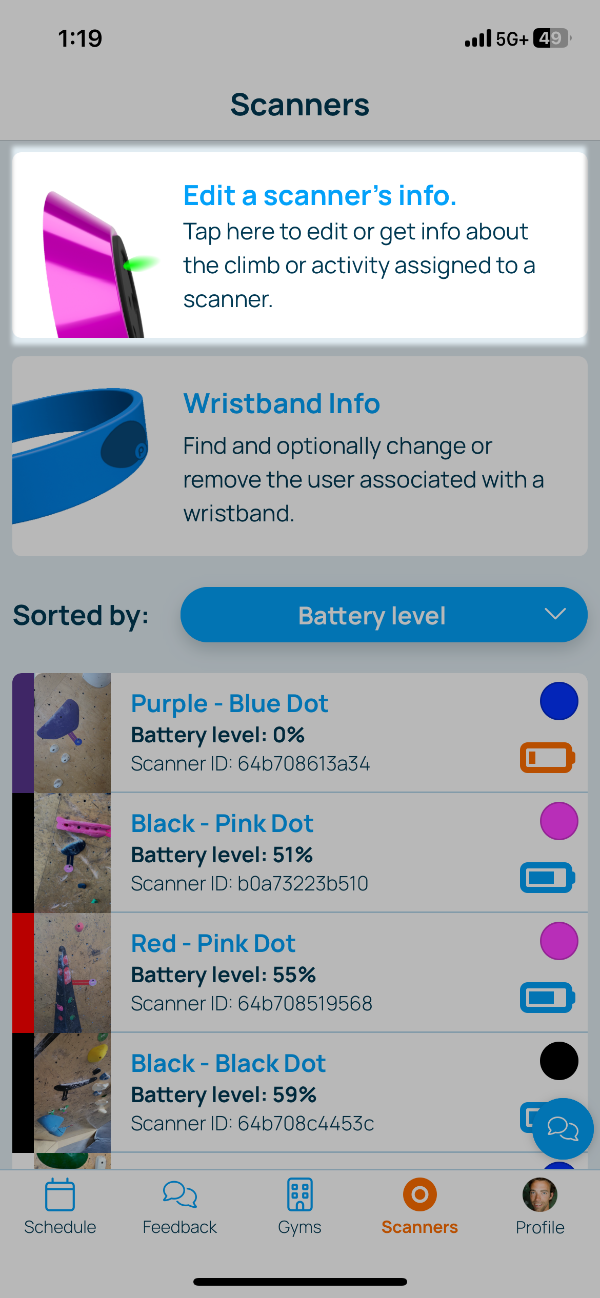 1:19
5G+
49
Scanners
Edit a scanner's info.
Tap here to edit or get info about
the climb or activity assigned to a
scanner.
Wristband Info
Find and optionally change or
remove the user associated with a
wristband.
Sorted by:
Battery level
Purple - Blue Dot
Battery level: 0%
Scanner ID: 64b708613a34
Black - Pink Dot
Battery level: 51%
Scanner ID: b0a73223b510
Red - Pink Dot
Battery level: 55%
Scanner ID: 64b708519568
Black - Black Dot
Battery level: 59%
Scanner ID: 64b708c4453c
Schedule
Feedback
Gyms
Scanners
Profile